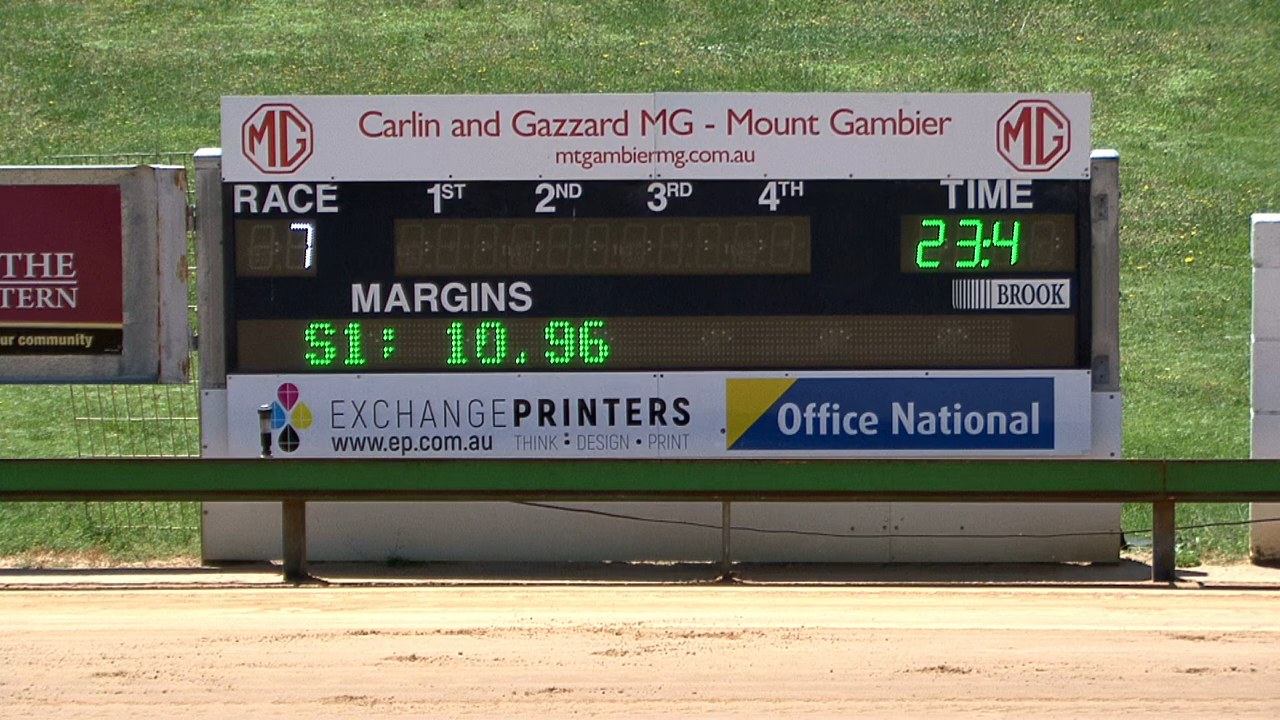 MG Carlin and Gazzard MG - Mount Gambier MG
mtgambiermg.com.au
RACE 1ST 2ND 3RD 4TH TIME
7 23:4
MARGINS
BROOK
S1: 10.96
THE
TERN
ur community
EXCHANGEPRINTERS
www.ep.com.au THINK : DESIGN • PRINT
Office National